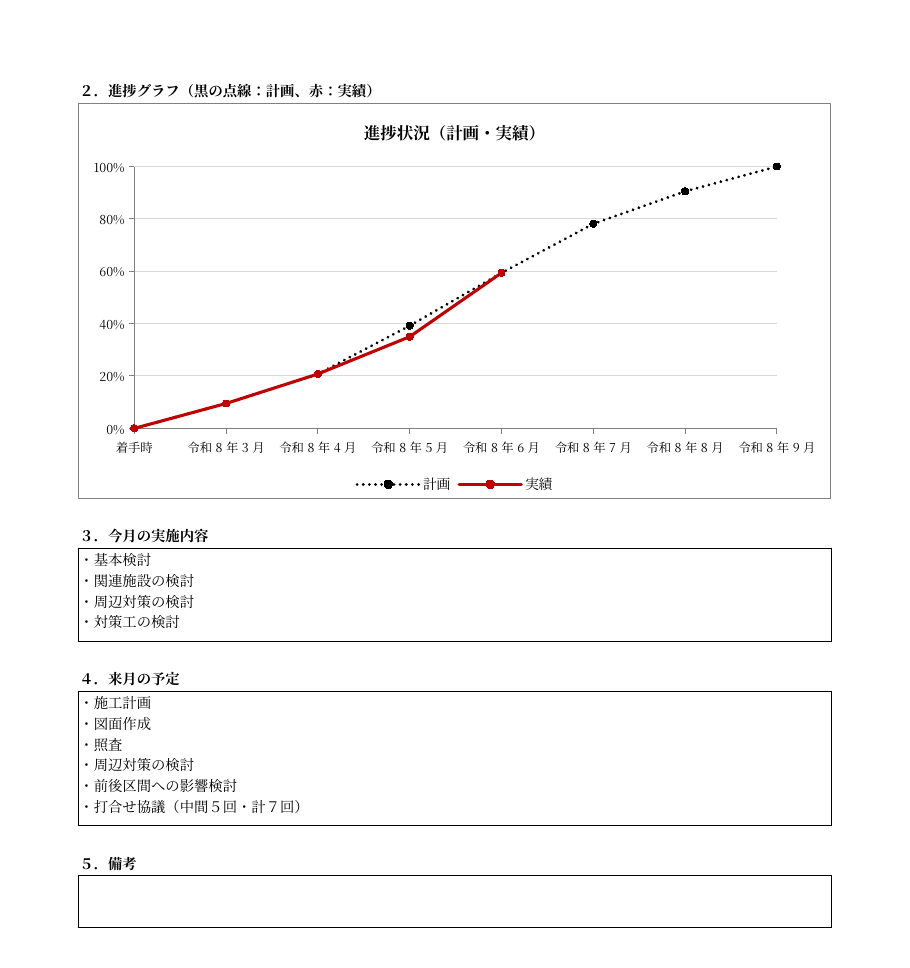 ２．進捗グラフ（黒の点線：計画、赤：実績）
進捗状況（計画・実績）
100%
80%
60%
40%
20%
0%
着手時 令和８年３月 令和８年４月 令和８年５月 令和８年６月 令和８年７月 令和８年８月 令和８年９月
計画 実績
３．今月の実施内容
・基本検討
・関連施設の検討
・周辺対策の検討
・対策工の検討
４．来月の予定
・施工計画
・図面作成
・照査
・周辺対策の検討
・前後区間への影響検討
・打合せ協議（中間５回・計７回）
５．備考